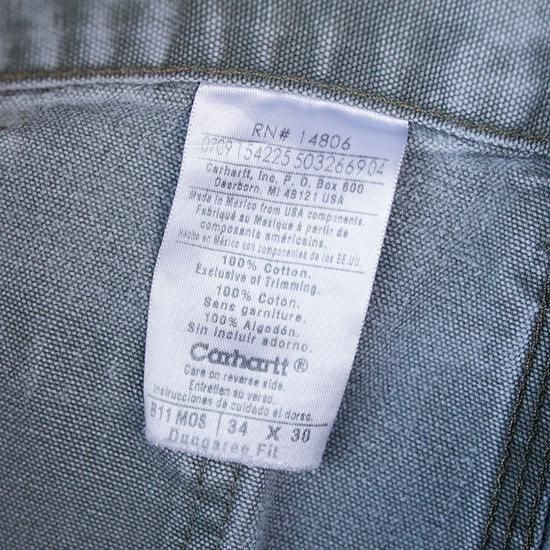 RN# 14806
0709 154225 5032669 04
Carhartt, Inc. P. O. Box 600
Dearborn, MI 48121 USA
Made in Mexico from USA components.
Fabriqué au Mexique à partir de
composants américains.
Hecho en México con componentes de los EE.UU.
100% Cotton.
Exclusive of Trimming.
100% Coton.
Sans garniture.
100% Algodón.
Sin incluir adorno.
Carhartt®
Care on reverse side.
Entretien au verso.
Instrucciones de cuidado al dorso.
B11 MOS 34 X 30
Dungaree Fit